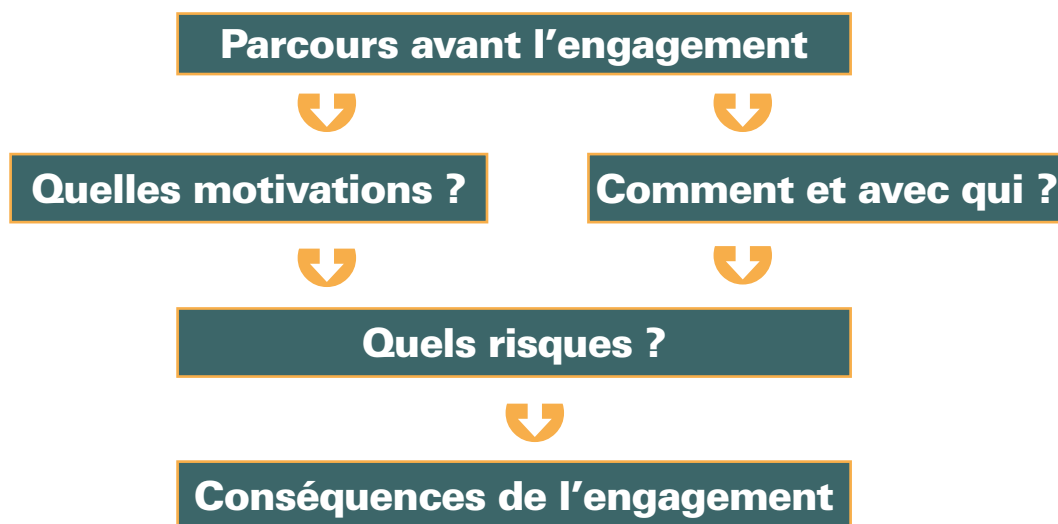 Parcours avant l’engagement
Quelles motivations ?
Comment et avec qui ?
Quels risques ?
Conséquences de l’engagement